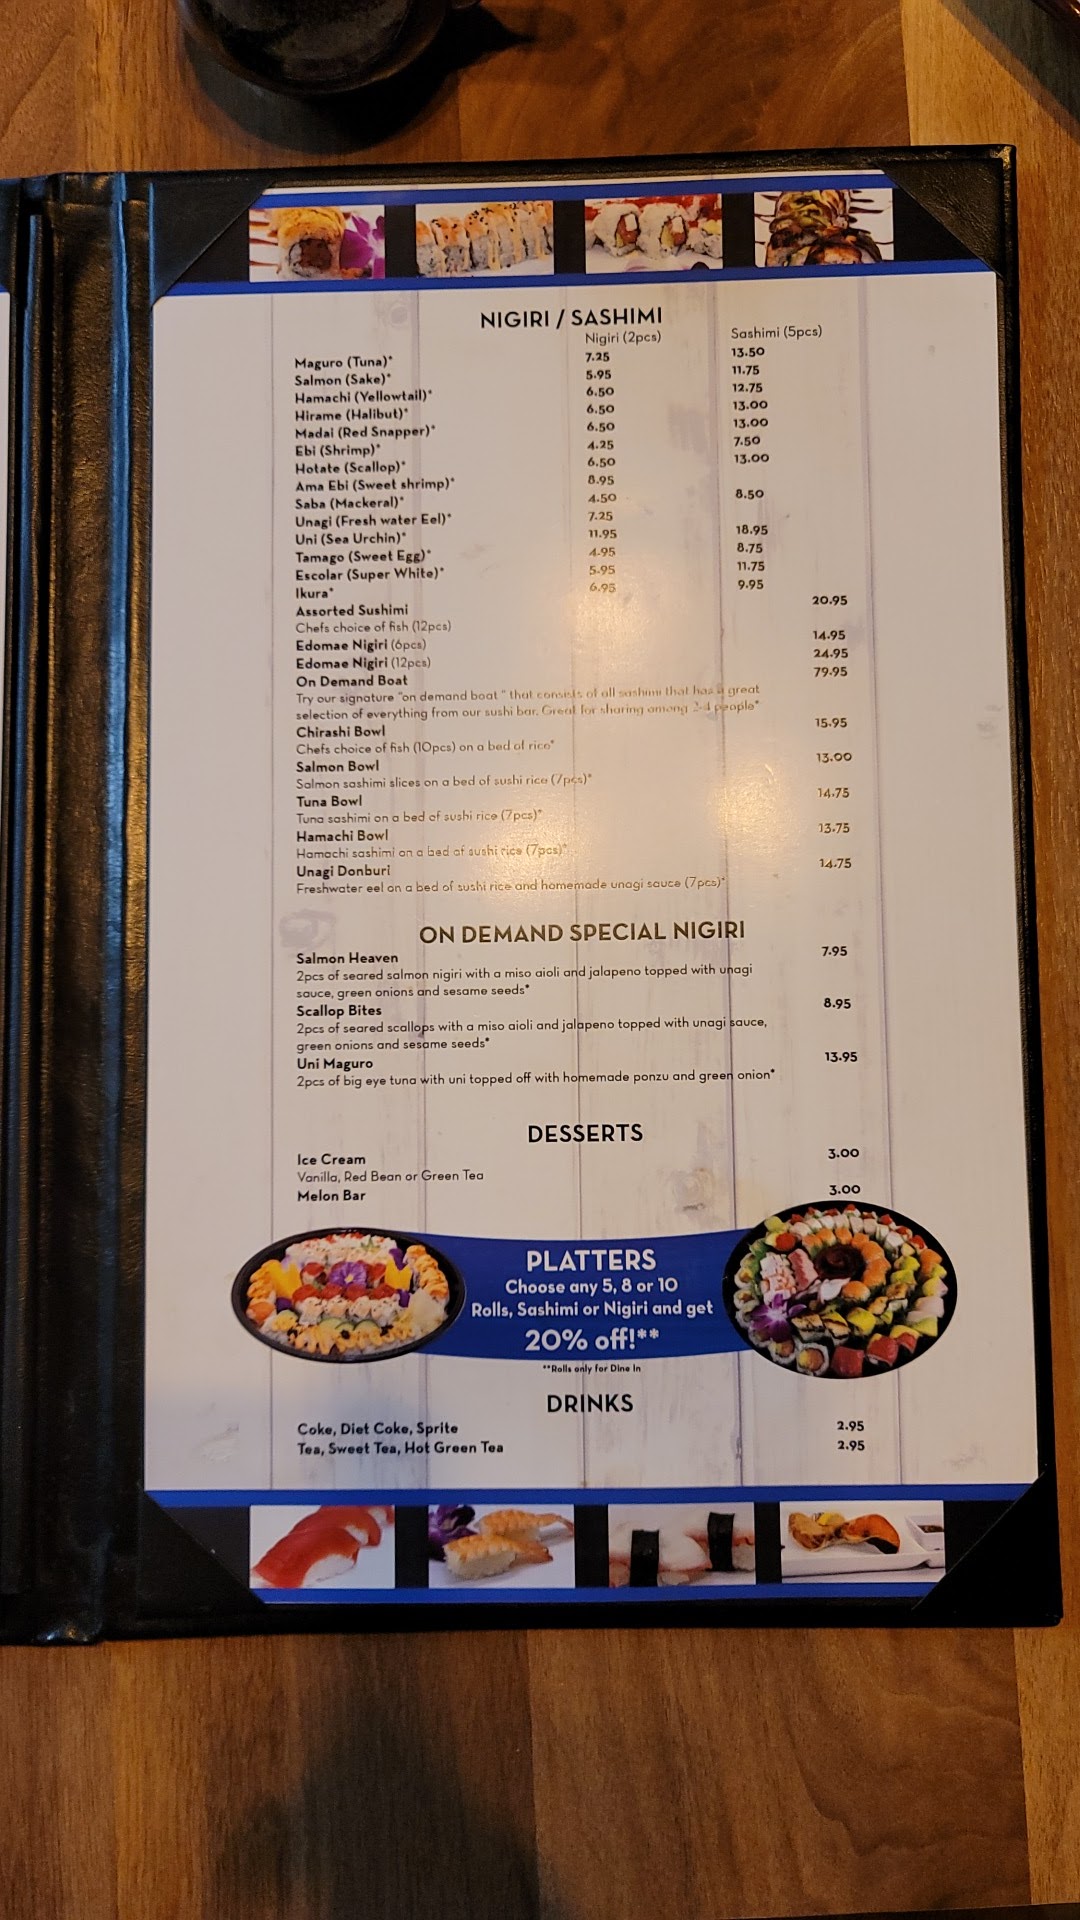 NIGIRI / SASHIMI
Nigiri (2pcs) Sashimi (5pcs)
Maguro (Tuna)* 7.25 13.50
Salmon (Sake)* 5.95 11.75
Hamachi (Yellowtail)* 6.50 12.75
Hirame (Halibut)* 6.50 13.00
Madai (Red Snapper)* 6.50 13.00
Ebi (Shrimp)* 4.25 7.50
Hotate (Scallop)* 6.50 13.00
Ama Ebi (Sweet shrimp)* 8.95
Saba (Mackeral)* 4.50 8.50
Unagi (Fresh water Eel)* 7.25
Uni (Sea Urchin)* 11.95 18.95
Tamago (Sweet Egg)* 4.95 8.75
Escolar (Super White)* 5.95 11.75
Ikura* 6.95 9.95
Assorted Sushimi 20.95
Chefs choice of fish (12pcs)
Edomae Nigiri (6pcs) 14.95
Edomae Nigiri (12pcs) 24.95
On Demand Boat 79.95
Try our signature "on demand boat " that consists of all sashimi that has a great
selection of everything from our sushi bar. Great for sharing among 2-4 people*
Chirashi Bowl 15.95
Chefs choice of fish (10pcs) on a bed of rice*
Salmon Bowl 13.00
Salmon sashimi slices on a bed of sushi rice (7pcs)*
Tuna Bowl 14.75
Tuna sashimi on a bed of sushi rice (7pcs)*
Hamachi Bowl 13.75
Hamachi sashimi on a bed of sushi rice (7pcs)*
Unagi Donburi 14.75
Freshwater eel on a bed of sushi rice and homemade unagi sauce (7pcs)*
ON DEMAND SPECIAL NIGIRI
Salmon Heaven 7.95
2pcs of seared salmon nigiri with a miso aioli and jalapeno topped with unagi
sauce, green onions and sesame seeds*
Scallop Bites 8.95
2pcs of seared scallops with a miso aioli and jalapeno topped with unagi sauce,
green onions and sesame seeds*
Uni Maguro 13.95
2pcs of big eye tuna with uni topped off with homemade ponzu and green onion*
DESSERTS
Ice Cream 3.00
Vanilla, Red Bean or Green Tea
Melon Bar 3.00
PLATTERS
Choose any 5, 8 or 10
Rolls, Sashimi or Nigiri and get
20% off!**
**Rolls only for Dine In
DRINKS
Coke, Diet Coke, Sprite 2.95
Tea, Sweet Tea, Hot Green Tea 2.95